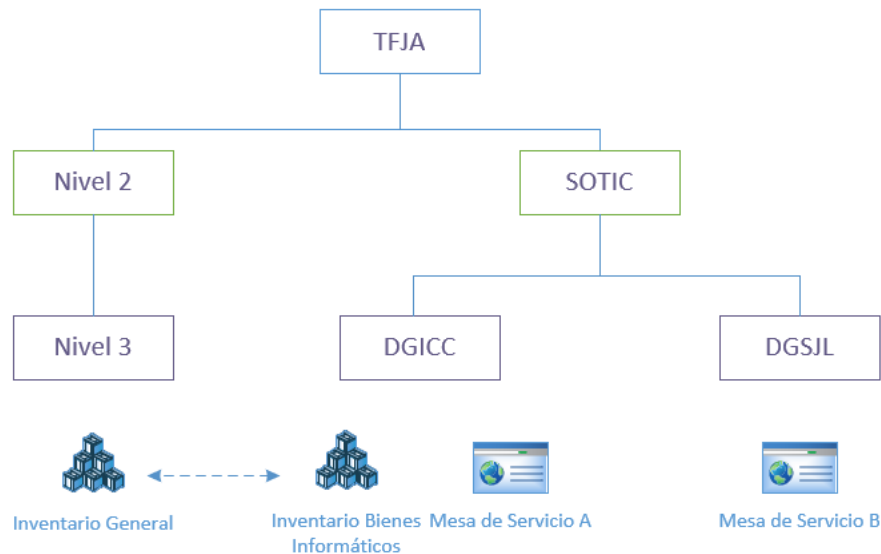 TFJA
Nivel 2
SOTIC
Nivel 3
DGICC
DGSJL
Inventario General
Inventario Bienes
Informáticos
Mesa de Servicio A
Mesa de Servicio B